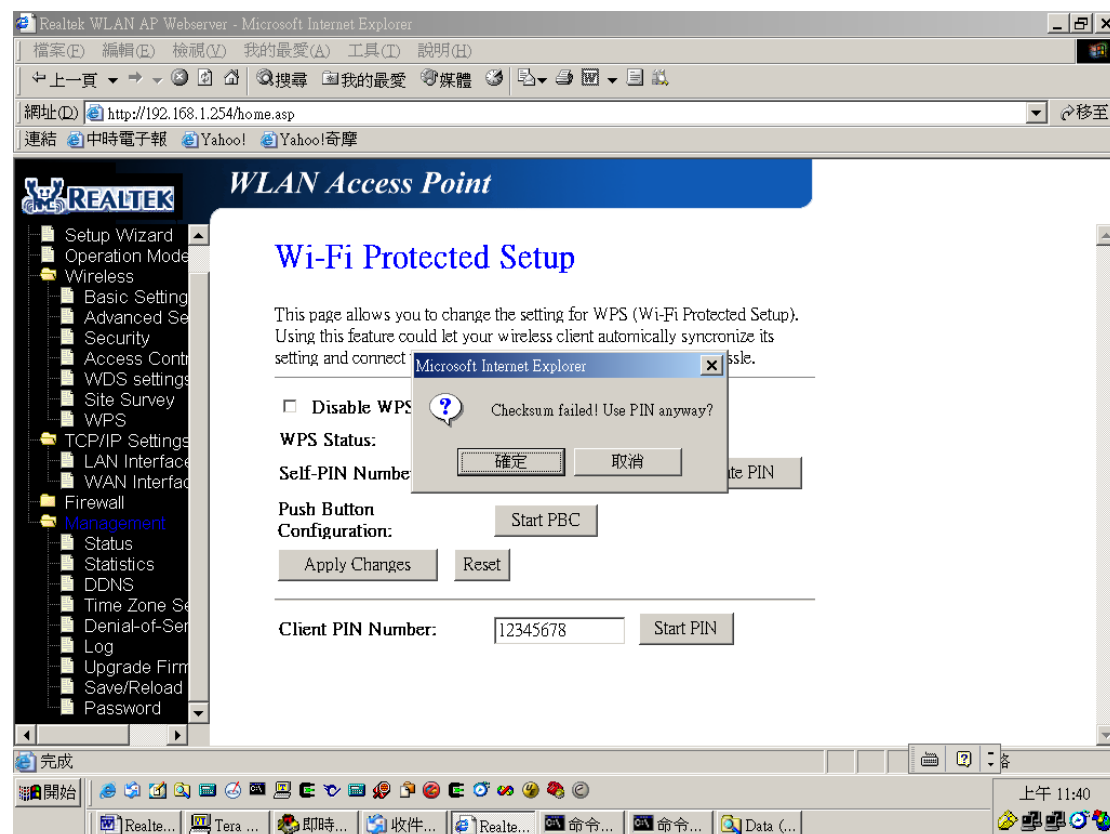 Realtek WLAN AP Webserver - Microsoft Internet Explorer
檔案(F) 編輯(E) 檢視(V) 我的最愛(A) 工具(T) 說明(H)
上一頁 搜尋 我的最愛 媒體
網址(D) http://192.168.1.254/home.asp 移至
連結 中時電子報 Yahoo! Yahoo!奇摩
REALTEK
WLAN Access Point
Setup Wizard
Operation Mode
Wireless
Basic Setting
Advanced Se
Security
Access Contr
WDS settings
Site Survey
WPS
TCP/IP Settings
LAN Interface
WAN Interfac
Firewall
Management
Status
Statistics
DDNS
Time Zone Se
Denial-of-Ser
Log
Upgrade Firm
Save/Reload
Password
Wi-Fi Protected Setup
This page allows you to change the setting for WPS (Wi-Fi Protected Setup).
Using this feature could let your wireless client automically syncronize its
setting and connect ssle.
Microsoft Internet Explorer
Checksum failed! Use PIN anyway?
確定 取消
Disable WPS
WPS Status:
Self-PIN Number te PIN
Push Button
Configuration: Start PBC
Apply Changes Reset
Client PIN Number: 12345678 Start PIN
完成
開始 上午 11:40
Realte... Tera ... 即時... 收件... Realte... 命令... 命令... Data (...